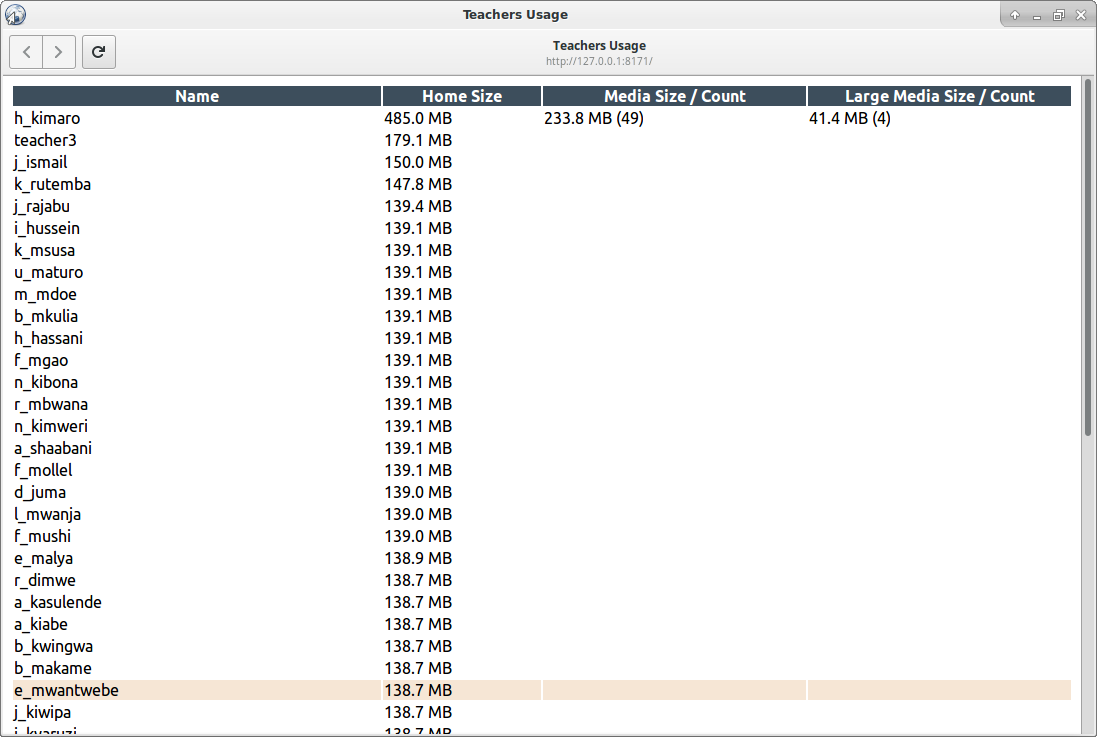 Teachers Usage
Teachers Usage
http://127.0.0.1:8171/
Name Home Size Media Size / Count Large Media Size / Count
h_kimaro 485.0 MB 233.8 MB (49) 41.4 MB (4)
teacher3 179.1 MB
j_ismail 150.0 MB
k_rutemba 147.8 MB
j_rajabu 139.4 MB
i_hussein 139.1 MB
k_msusa 139.1 MB
u_maturo 139.1 MB
m_mdoe 139.1 MB
b_mkulia 139.1 MB
h_hassani 139.1 MB
f_mgao 139.1 MB
n_kibona 139.1 MB
r_mbwana 139.1 MB
n_kimweri 139.1 MB
a_shaabani 139.1 MB
f_mollel 139.1 MB
d_juma 139.0 MB
l_mwanja 139.0 MB
f_mushi 139.0 MB
e_malya 138.9 MB
r_dimwe 138.7 MB
a_kasulende 138.7 MB
a_kiabe 138.7 MB
b_kwingwa 138.7 MB
b_makame 138.7 MB
e_mwantwebe 138.7 MB
j_kiwipa 138.7 MB
138.7 MB